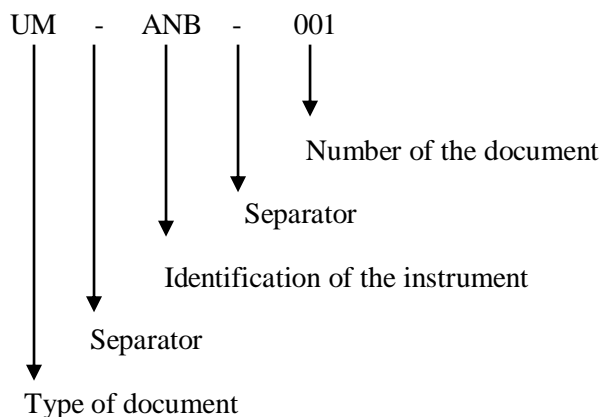 UM - ANB - 001
Number of the document
Separator
Identification of the instrument
Separator
Type of document